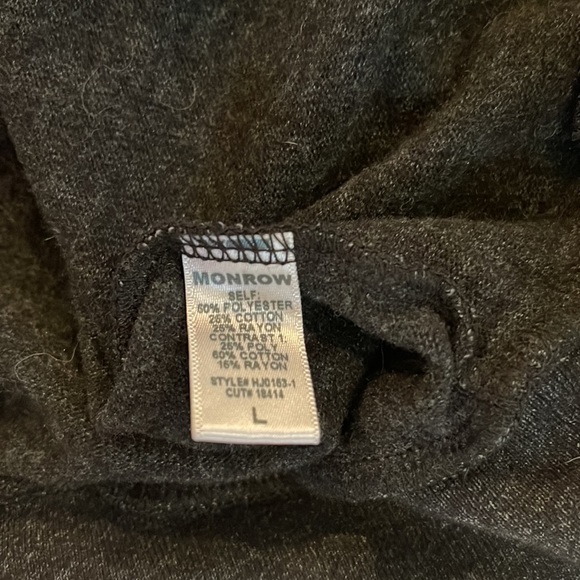 MONROW
SELF:
50% POLYESTER
25% COTTON
25% RAYON
CONTRAST 1:
25% POLY
60% COTTON
15% RAYON
STYLE# HJ0163-1
CUT# 18414
L